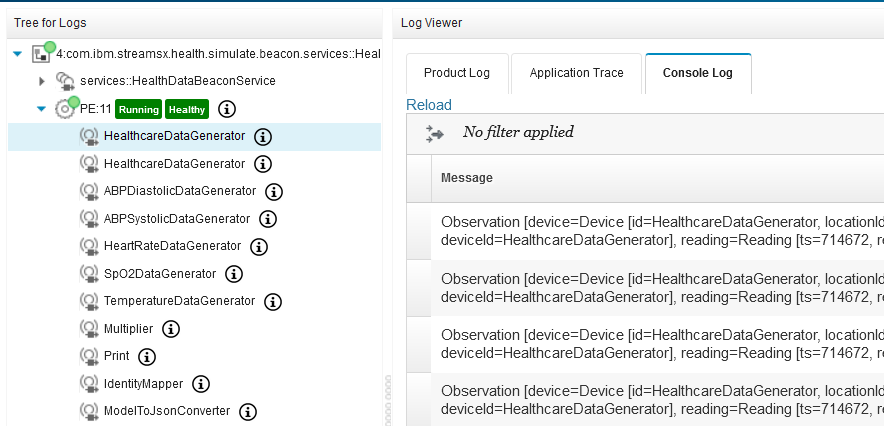 Tree for Logs
4:com.ibm.streamsx.health.simulate.beacon.services::Heal
services::HealthDataBeaconService
PE:11 Running Healthy
HealthcareDataGenerator
HealthcareDataGenerator
ABPDiastolicDataGenerator
ABPSystolicDataGenerator
HeartRateDataGenerator
SpO2DataGenerator
TemperatureDataGenerator
Multiplier
Print
IdentityMapper
ModelToJsonConverter
Log Viewer
Product Log Application Trace Console Log
Reload
No filter applied
Message
Observation [device=Device [id=HealthcareDataGenerator, locationId
deviceId=HealthcareDataGenerator], reading=Reading [ts=714672, r
Observation [device=Device [id=HealthcareDataGenerator, locationId
deviceId=HealthcareDataGenerator], reading=Reading [ts=714672, re
Observation [device=Device [id=HealthcareDataGenerator, locationId
deviceId=HealthcareDataGenerator], reading=Reading [ts=714672, re
Observation [device=Device [id=HealthcareDataGenerator, locationId
deviceId=HealthcareDataGenerator], reading=Reading [ts=714672, re